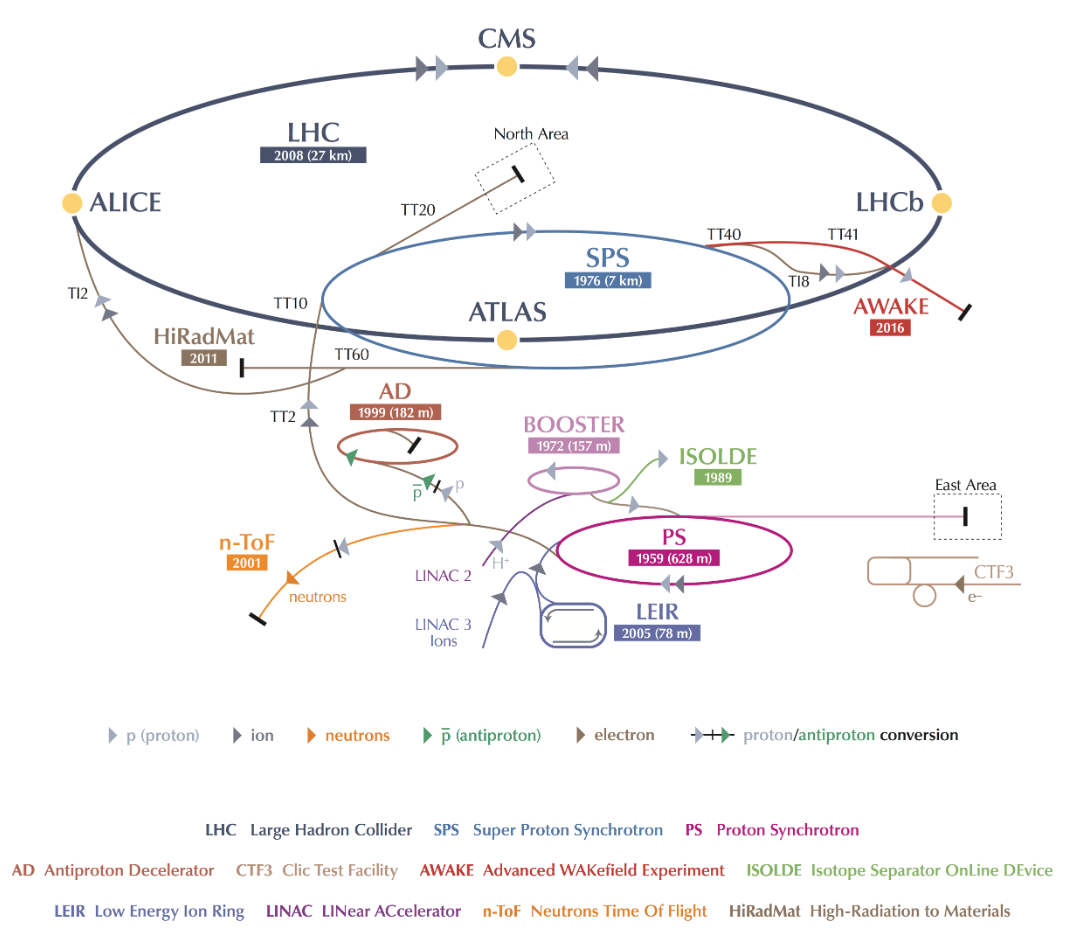 CMS
LHC
2008 (27 km)
North Area
ALICE
LHCb
TT20
TT40
TT41
SPS
1976 (7 km)
TI8
TI2
TT10
ATLAS
AWAKE
2016
HiRadMat
2011
TT60
AD
1999 (182 m)
TT2
BOOSTER
1972 (157 m)
ISOLDE
1989
p̅
p
East Area
n-ToF
2001
PS
1959 (628 m)
H+
LINAC 2
neutrons
CTF3
e–
LEIR
2005 (78 m)
LINAC 3
Ions
p (proton) ion neutrons p̅ (antiproton) electron proton/antiproton conversion
LHC Large Hadron Collider SPS Super Proton Synchrotron PS Proton Synchrotron
AD Antiproton Decelerator CTF3 Clic Test Facility AWAKE Advanced WAKefield Experiment ISOLDE Isotope Separator OnLine DEvice
LEIR Low Energy Ion Ring LINAC LINear ACcelerator n-ToF Neutrons Time Of Flight HiRadMat High-Radiation to Materials